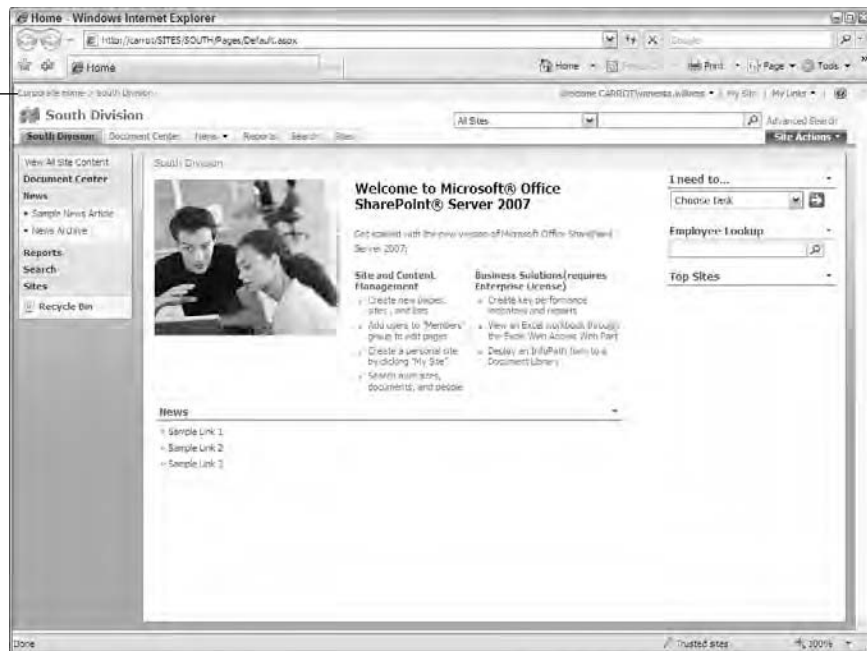 Home - Windows Internet Explorer
http://carrot/SITES/SOUTH/Pages/Default.aspx
Google
Home
Home
Print
Page
Tools
Corporate Home > South Division
Welcome CARROT\
My Site | My Links
South Division
All Sites
Advanced Search
South Division
Document Center
News
Reports
Search
Sites
Site Actions
View All Site Content
Document Center
News
Sample News Article
News Archive
Reports
Search
Sites
Recycle Bin
South Division
Welcome to Microsoft® Office
SharePoint® Server 2007
Get started with the new version of Microsoft Office SharePoint
Server 2007:
Site and Content
Management
Create new pages,
sites, and lists
Add users to "Members"
group to edit pages
Create a personal site
by clicking "My Site"
Search over sites,
documents, and people
Business Solutions(requires
Enterprise License)
Create key performance
indicators and reports
View an Excel workbook through
the Excel Web Access Web Part
Deploy an InfoPath form to a
Document Library
News
Sample Link 1
Sample Link 2
Sample Link 3
I need to...
Choose task
Employee Lookup
Top Sites
Done
Trusted sites
100%